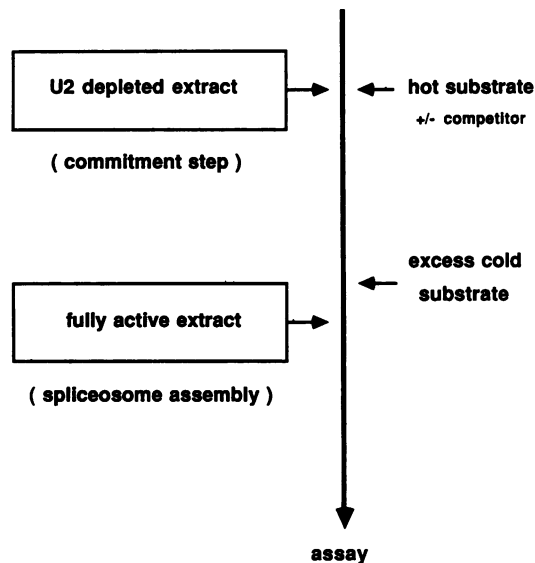 U2 depleted extract
hot substrate
+/- competitor
( commitment step )
excess cold
substrate
fully active extract
( spliceosome assembly )
assay